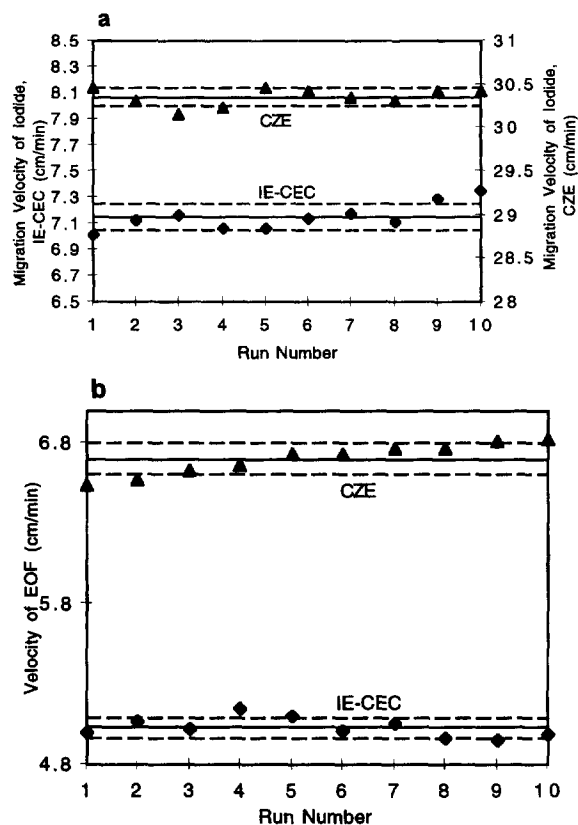 a
Migration Velocity of Iodide,
IE-CEC (cm/min)
8.5
8.3
8.1
7.9
7.7
7.5
7.3
7.1
6.9
6.7
6.5
CZE
IE-CEC
31
30.5
30
29.5
29
28.5
28
Migration Velocity of Iodide,
CZE (cm/min)
1 2 3 4 5 6 7 8 9 10
Run Number
b
Velocity of EOF (cm/min)
6.8
5.8
4.8
CZE
IE-CEC
1 2 3 4 5 6 7 8 9 10
Run Number